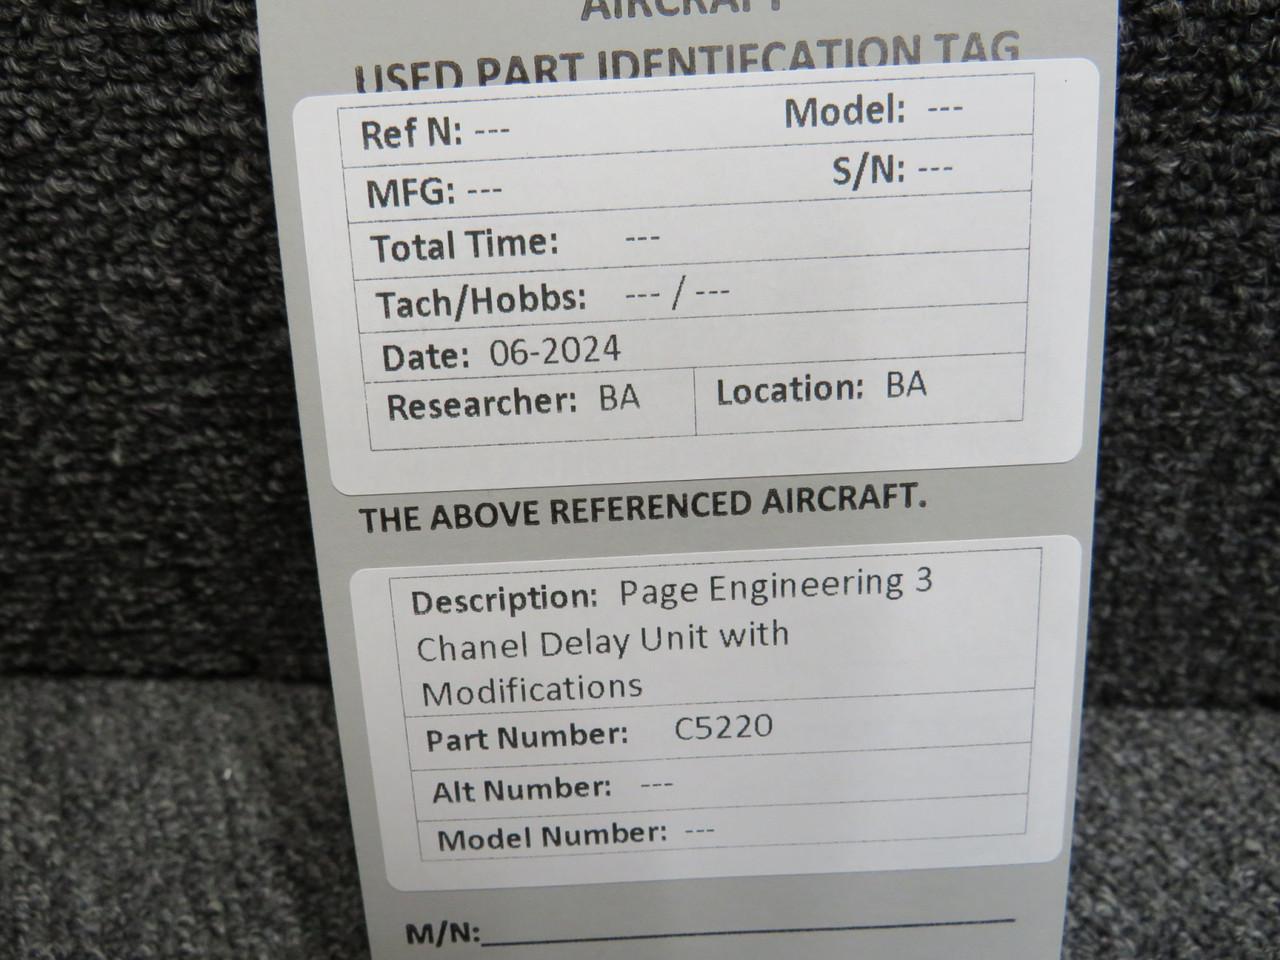 AIRCRAFT
USED PART IDENTIFCATION TAG
Ref N: --- Model: ---
MFG: --- S/N: ---
Total Time: ---
Tach/Hobbs: --- / ---
Date: 06-2024
Researcher: BA Location: BA
THE ABOVE REFERENCED AIRCRAFT.
Description: Page Engineering 3
Chanel Delay Unit with
Modifications
Part Number: C5220
Alt Number: ---
Model Number: ---
M/N: